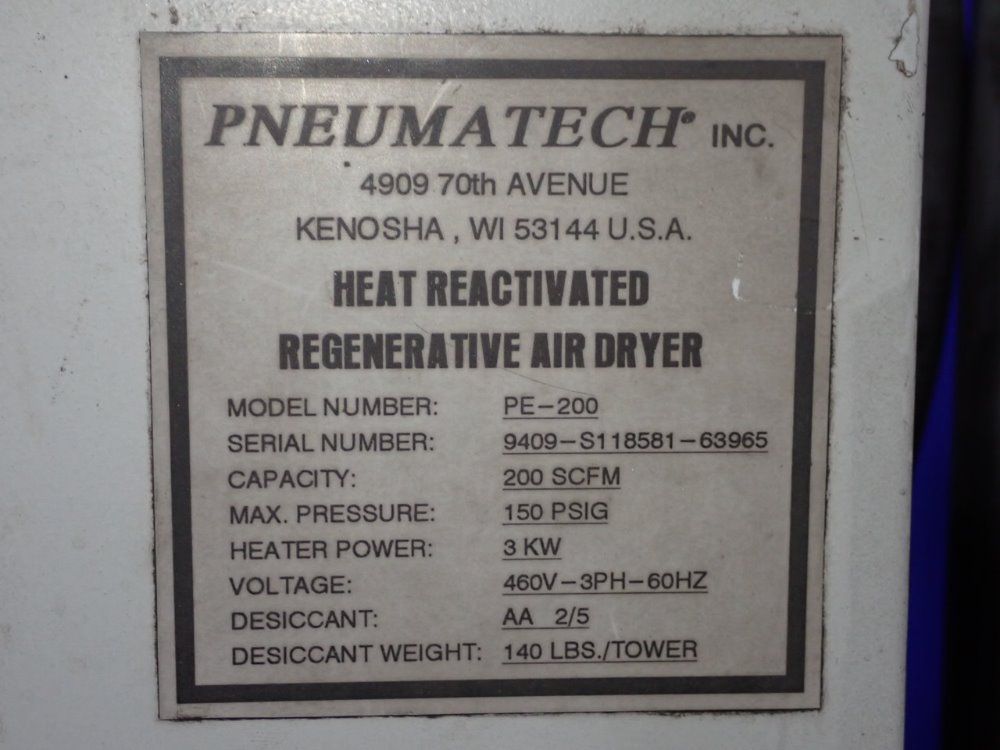 PNEUMATECH® INC.
4909 70th AVENUE
KENOSHA , WI 53144 U.S.A.
HEAT REACTIVATED
REGENERATIVE AIR DRYER
MODEL NUMBER: PE-200
SERIAL NUMBER: 9409-S118581-63965
CAPACITY: 200 SCFM
MAX. PRESSURE: 150 PSIG
HEATER POWER: 3 KW
VOLTAGE: 460V-3PH-60HZ
DESICCANT: AA 2/5
DESICCANT WEIGHT: 140 LBS./TOWER